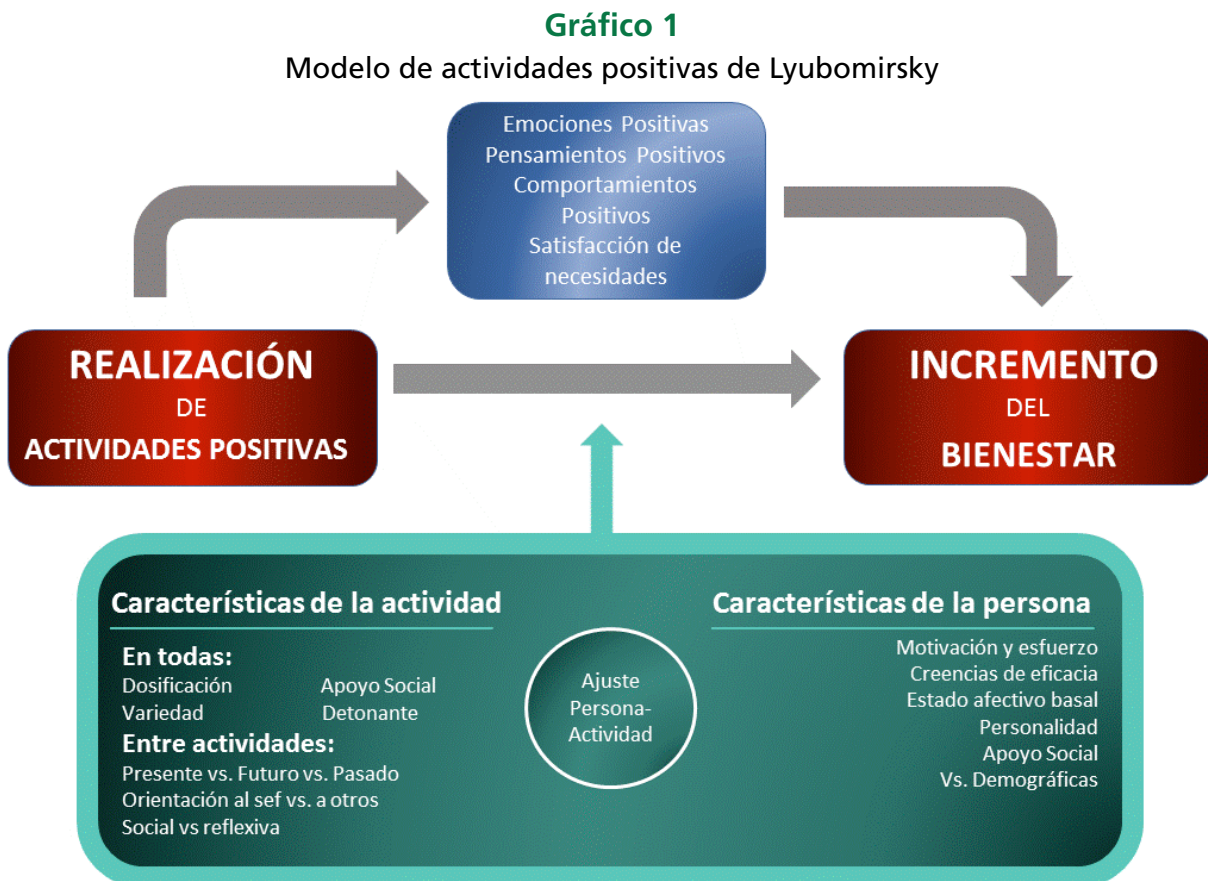 Gráfico 1
Modelo de actividades positivas de Lyubomirsky
Emociones Positivas
Pensamientos Positivos
Comportamientos
Positivos
Satisfacción de
necesidades
REALIZACIÓN
DE
ACTIVIDADES POSITIVAS
INCREMENTO
DEL
BIENESTAR
Características de la actividad
En todas:
Dosificación Apoyo Social
Variedad Detonante
Entre actividades:
Presente vs. Futuro vs. Pasado
Orientación al sef vs. a otros
Social vs reflexiva
Ajuste
Persona-
Actividad
Características de la persona
Motivación y esfuerzo
Creencias de eficacia
Estado afectivo basal
Personalidad
Apoyo Social
Vs. Demográficas